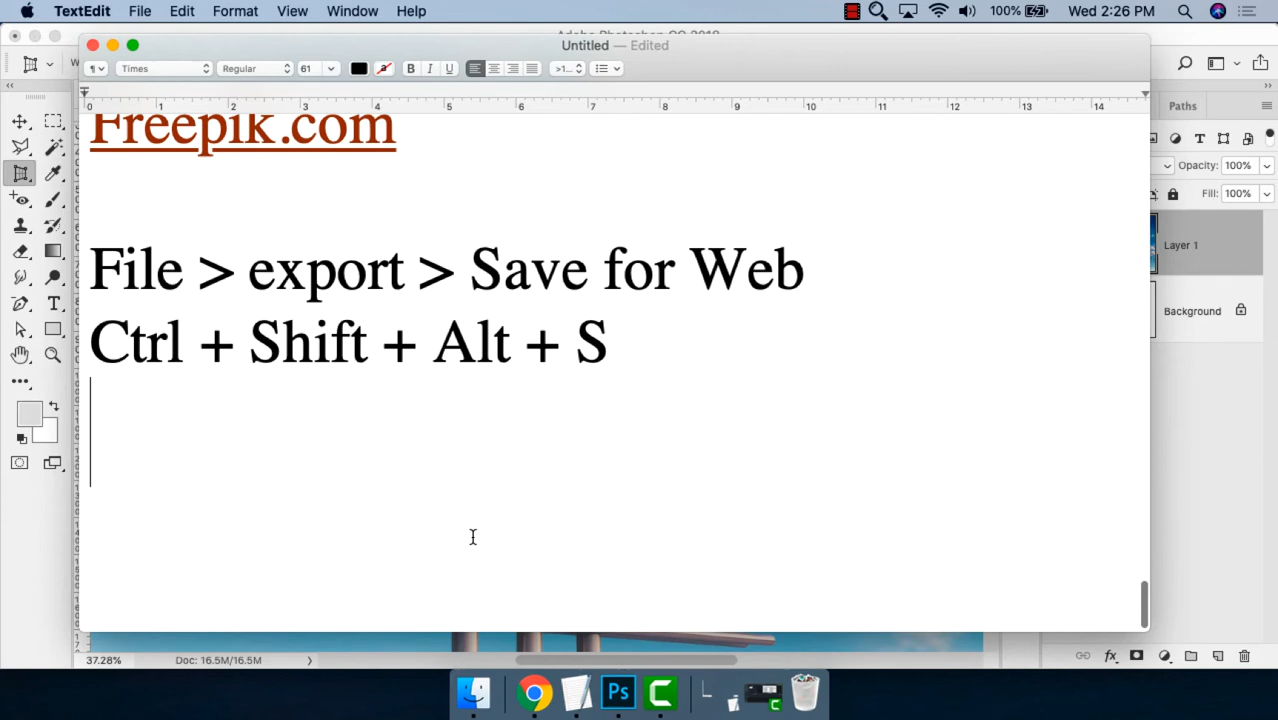 TextEdit File Edit Format View Window Help 100% Wed 2:26 PM
Untitled — Edited
Times Regular 61 B I U >1...
0 1 2 3 4 5 6 7 8 9 10 11 12 13 14
Paths
Freepik.com
Opacity: 100%
Fill: 100%
Layer 1
File > export > Save for Web
Background
Ctrl + Shift + Alt + S
37.28% Doc: 16.5M/16.5M
fx
Ps C